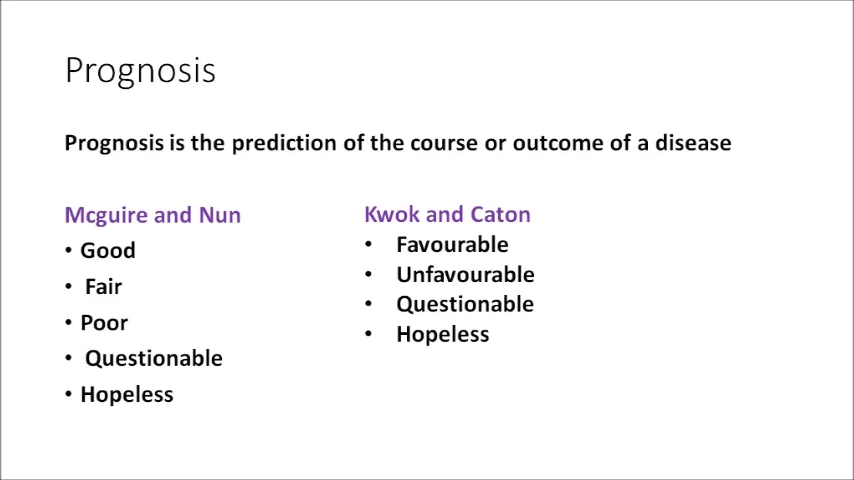 Prognosis
Prognosis is the prediction of the course or outcome of a disease
Mcguire and Nun
• Good
• Fair
• Poor
• Questionable
• Hopeless
Kwok and Caton
• Favourable
• Unfavourable
• Questionable
• Hopeless